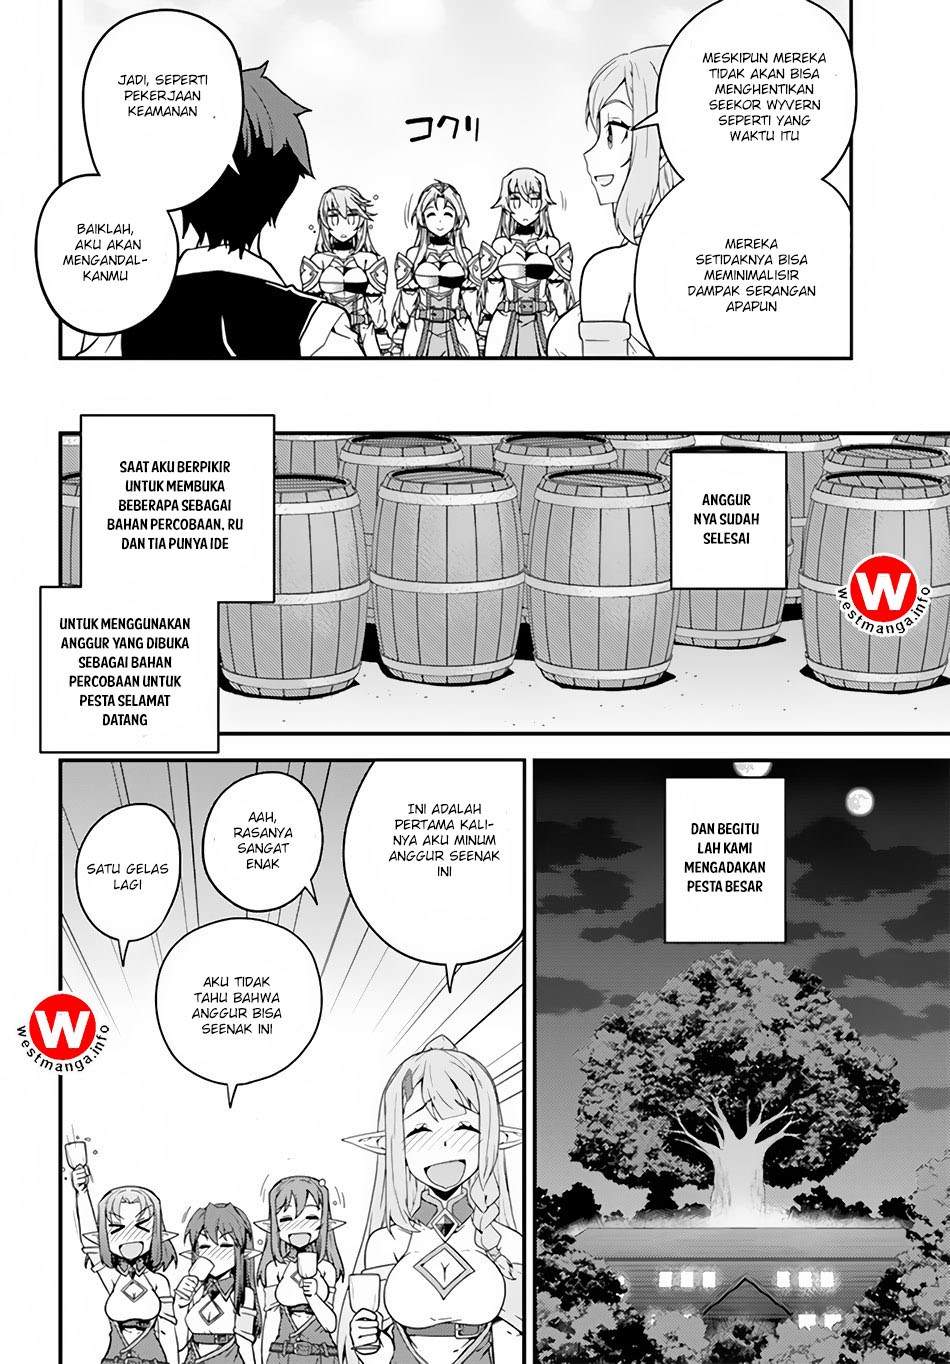 MESKIPUN MEREKA
TIDAK AKAN BISA
MENGHENTIKAN
SEEKOR WYVERN
SEPERTI YANG
WAKTU ITU
MEREKA
SETIDAKNYA BISA
MEMINIMALISIR
DAMPAK SERANGAN
APAPUN
コクリ
JADI, SEPERTI
PEKERJAAN
KEAMANAN
BAIKLAH,
AKU AKAN
MENGANDAL-
KANMU
ANGGUR
NYA SUDAH
SELESAI
SAAT AKU BERPIKIR
UNTUK MEMBUKA
BEBERAPA SEBAGAI
BAHAN PERCOBAAN, RU
DAN TIA PUNYA IDE
UNTUK MENGGUNAKAN
ANGGUR YANG DIBUKA
SEBAGAI BAHAN
PERCOBAAN UNTUK
PESTA SELAMAT
DATANG
W
westmanga.info
DAN BEGITU
LAH KAMI
MENGADAKAN
PESTA BESAR
INI ADALAH
PERTAMA KALI-
NYA AKU MINUM
ANGGUR SEENAK
INI
AAH,
RASANYA
SANGAT
ENAK
SATU GELAS
LAGI
AKU TIDAK
TAHU BAHWA
ANGGUR BISA
SEENAK INI
W
westmanga.info